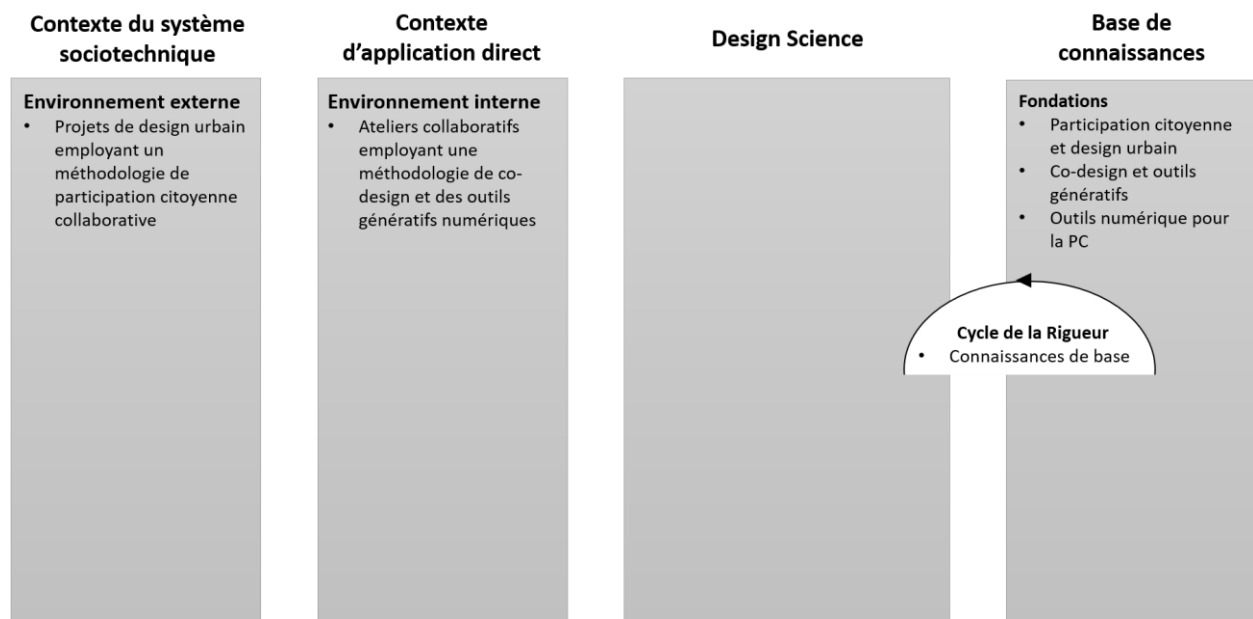 Contexte du système
sociotechnique
Contexte
d'application direct
Design Science
Base de
connaissances
Environnement externe
• Projets de design urbain
employant un
méthodologie de
participation citoyenne
collaborative
Environnement interne
• Ateliers collaboratifs
employant une
méthodologie de co-
design et des outils
génératifs numériques
Fondations
• Participation citoyenne
et design urbain
• Co-design et outils
génératifs
• Outils numérique pour
la PC
Cycle de la Rigueur
• Connaissances de base